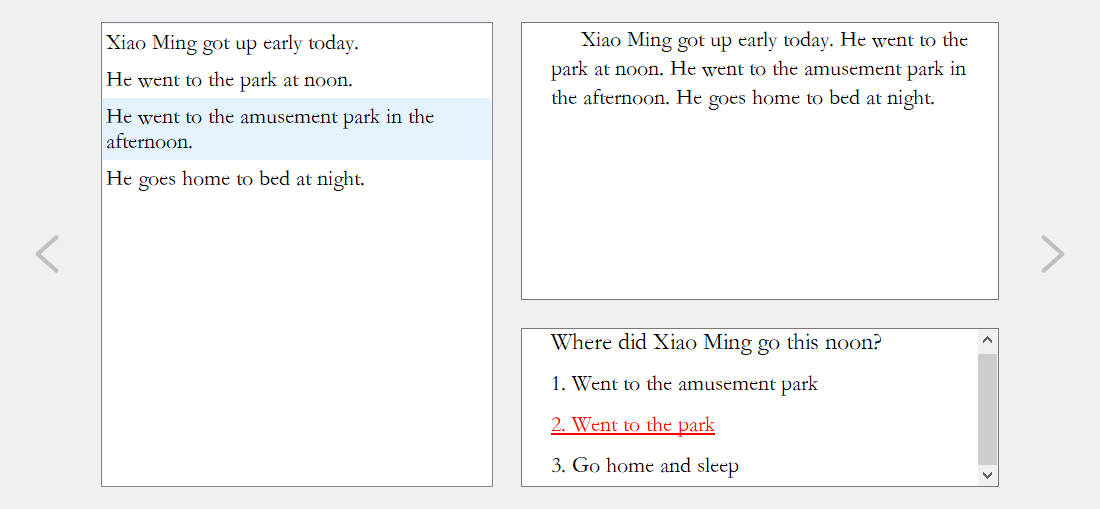 Xiao Ming got up early today.
He went to the park at noon.
He went to the amusement park in the
afternoon.
He goes home to bed at night.
Xiao Ming got up early today. He went to the
park at noon. He went to the amusement park in
the afternoon. He goes home to bed at night.
Where did Xiao Ming go this noon?
1. Went to the amusement park
2. Went to the park
3. Go home and sleep